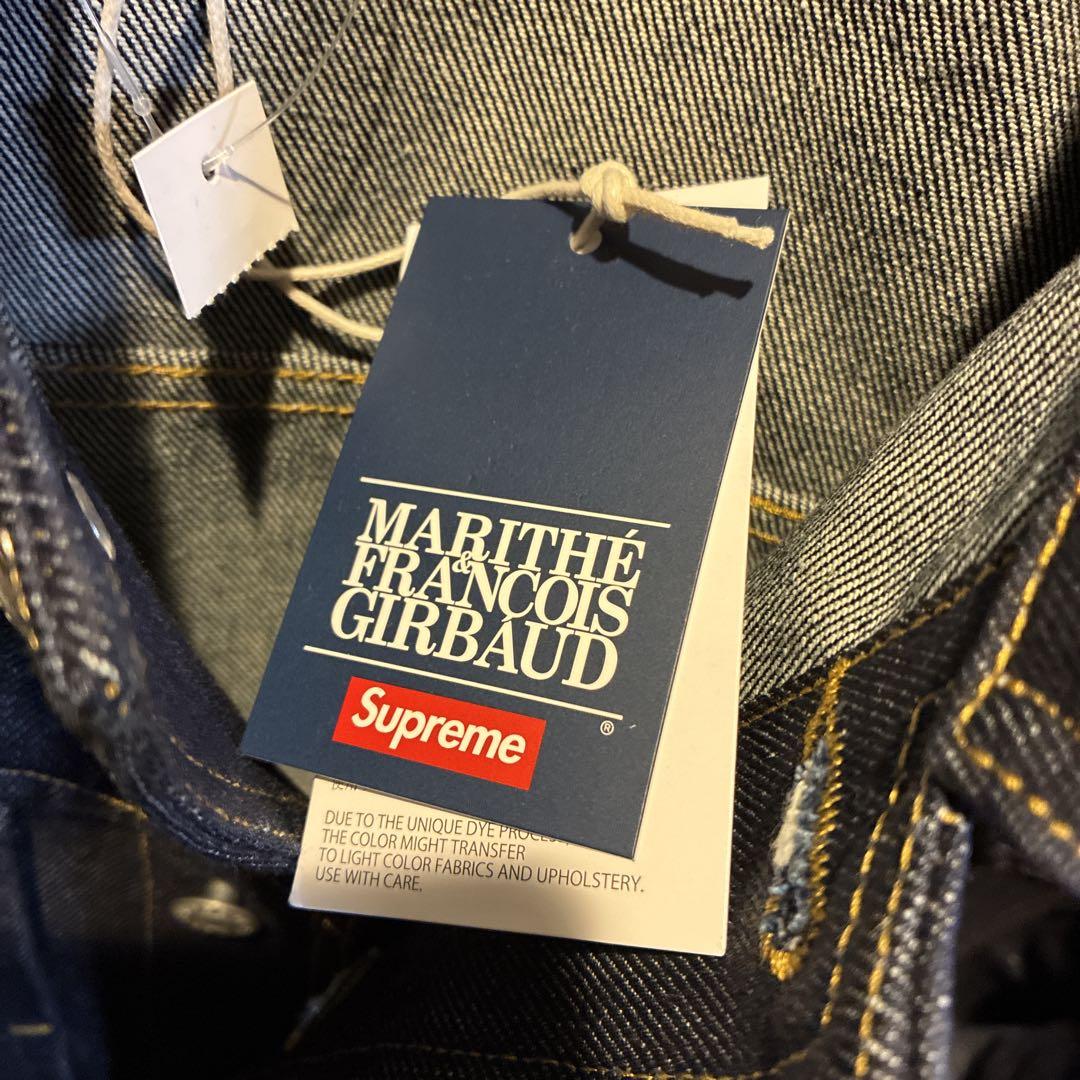 MARITHÉ
&
FRANÇOIS
GIRBAUD
®
Supreme
DUE TO THE UNIQUE DYE PROCESS,
THE COLOR MIGHT TRANSFER
TO LIGHT COLOR FABRICS AND UPHOLSTERY.
USE WITH CARE.